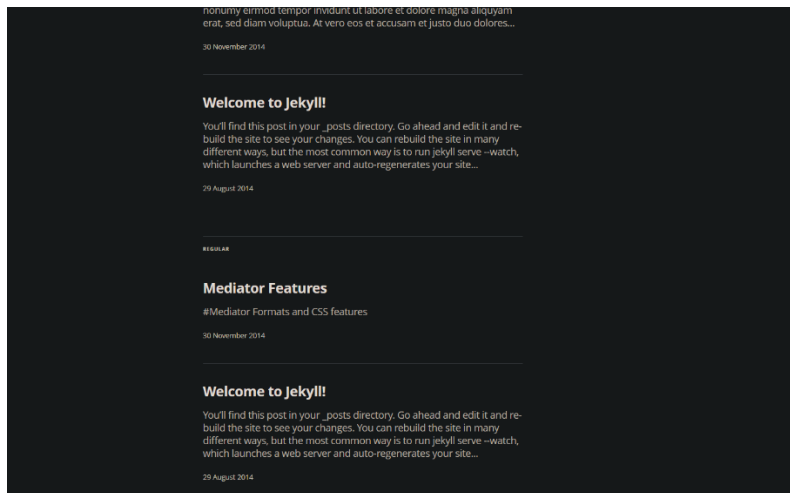 nonumy eirmod tempor invidunt ut labore et dolore magna aliquyam
erat, sed diam voluptua. At vero eos et accusam et justo duo dolores...
30 November 2014
Welcome to Jekyll!
You'll find this post in your _posts directory. Go ahead and edit it and re-
build the site to see your changes. You can rebuild the site in many
different ways, but the most common way is to run jekyll serve --watch,
which launches a web server and auto-regenerates your site...
29 August 2014
REGULAR
Mediator Features
#Mediator Formats and CSS features
30 November 2014
Welcome to Jekyll!
You'll find this post in your _posts directory. Go ahead and edit it and re-
build the site to see your changes. You can rebuild the site in many
different ways, but the most common way is to run jekyll serve --watch,
which launches a web server and auto-regenerates your site...
29 August 2014